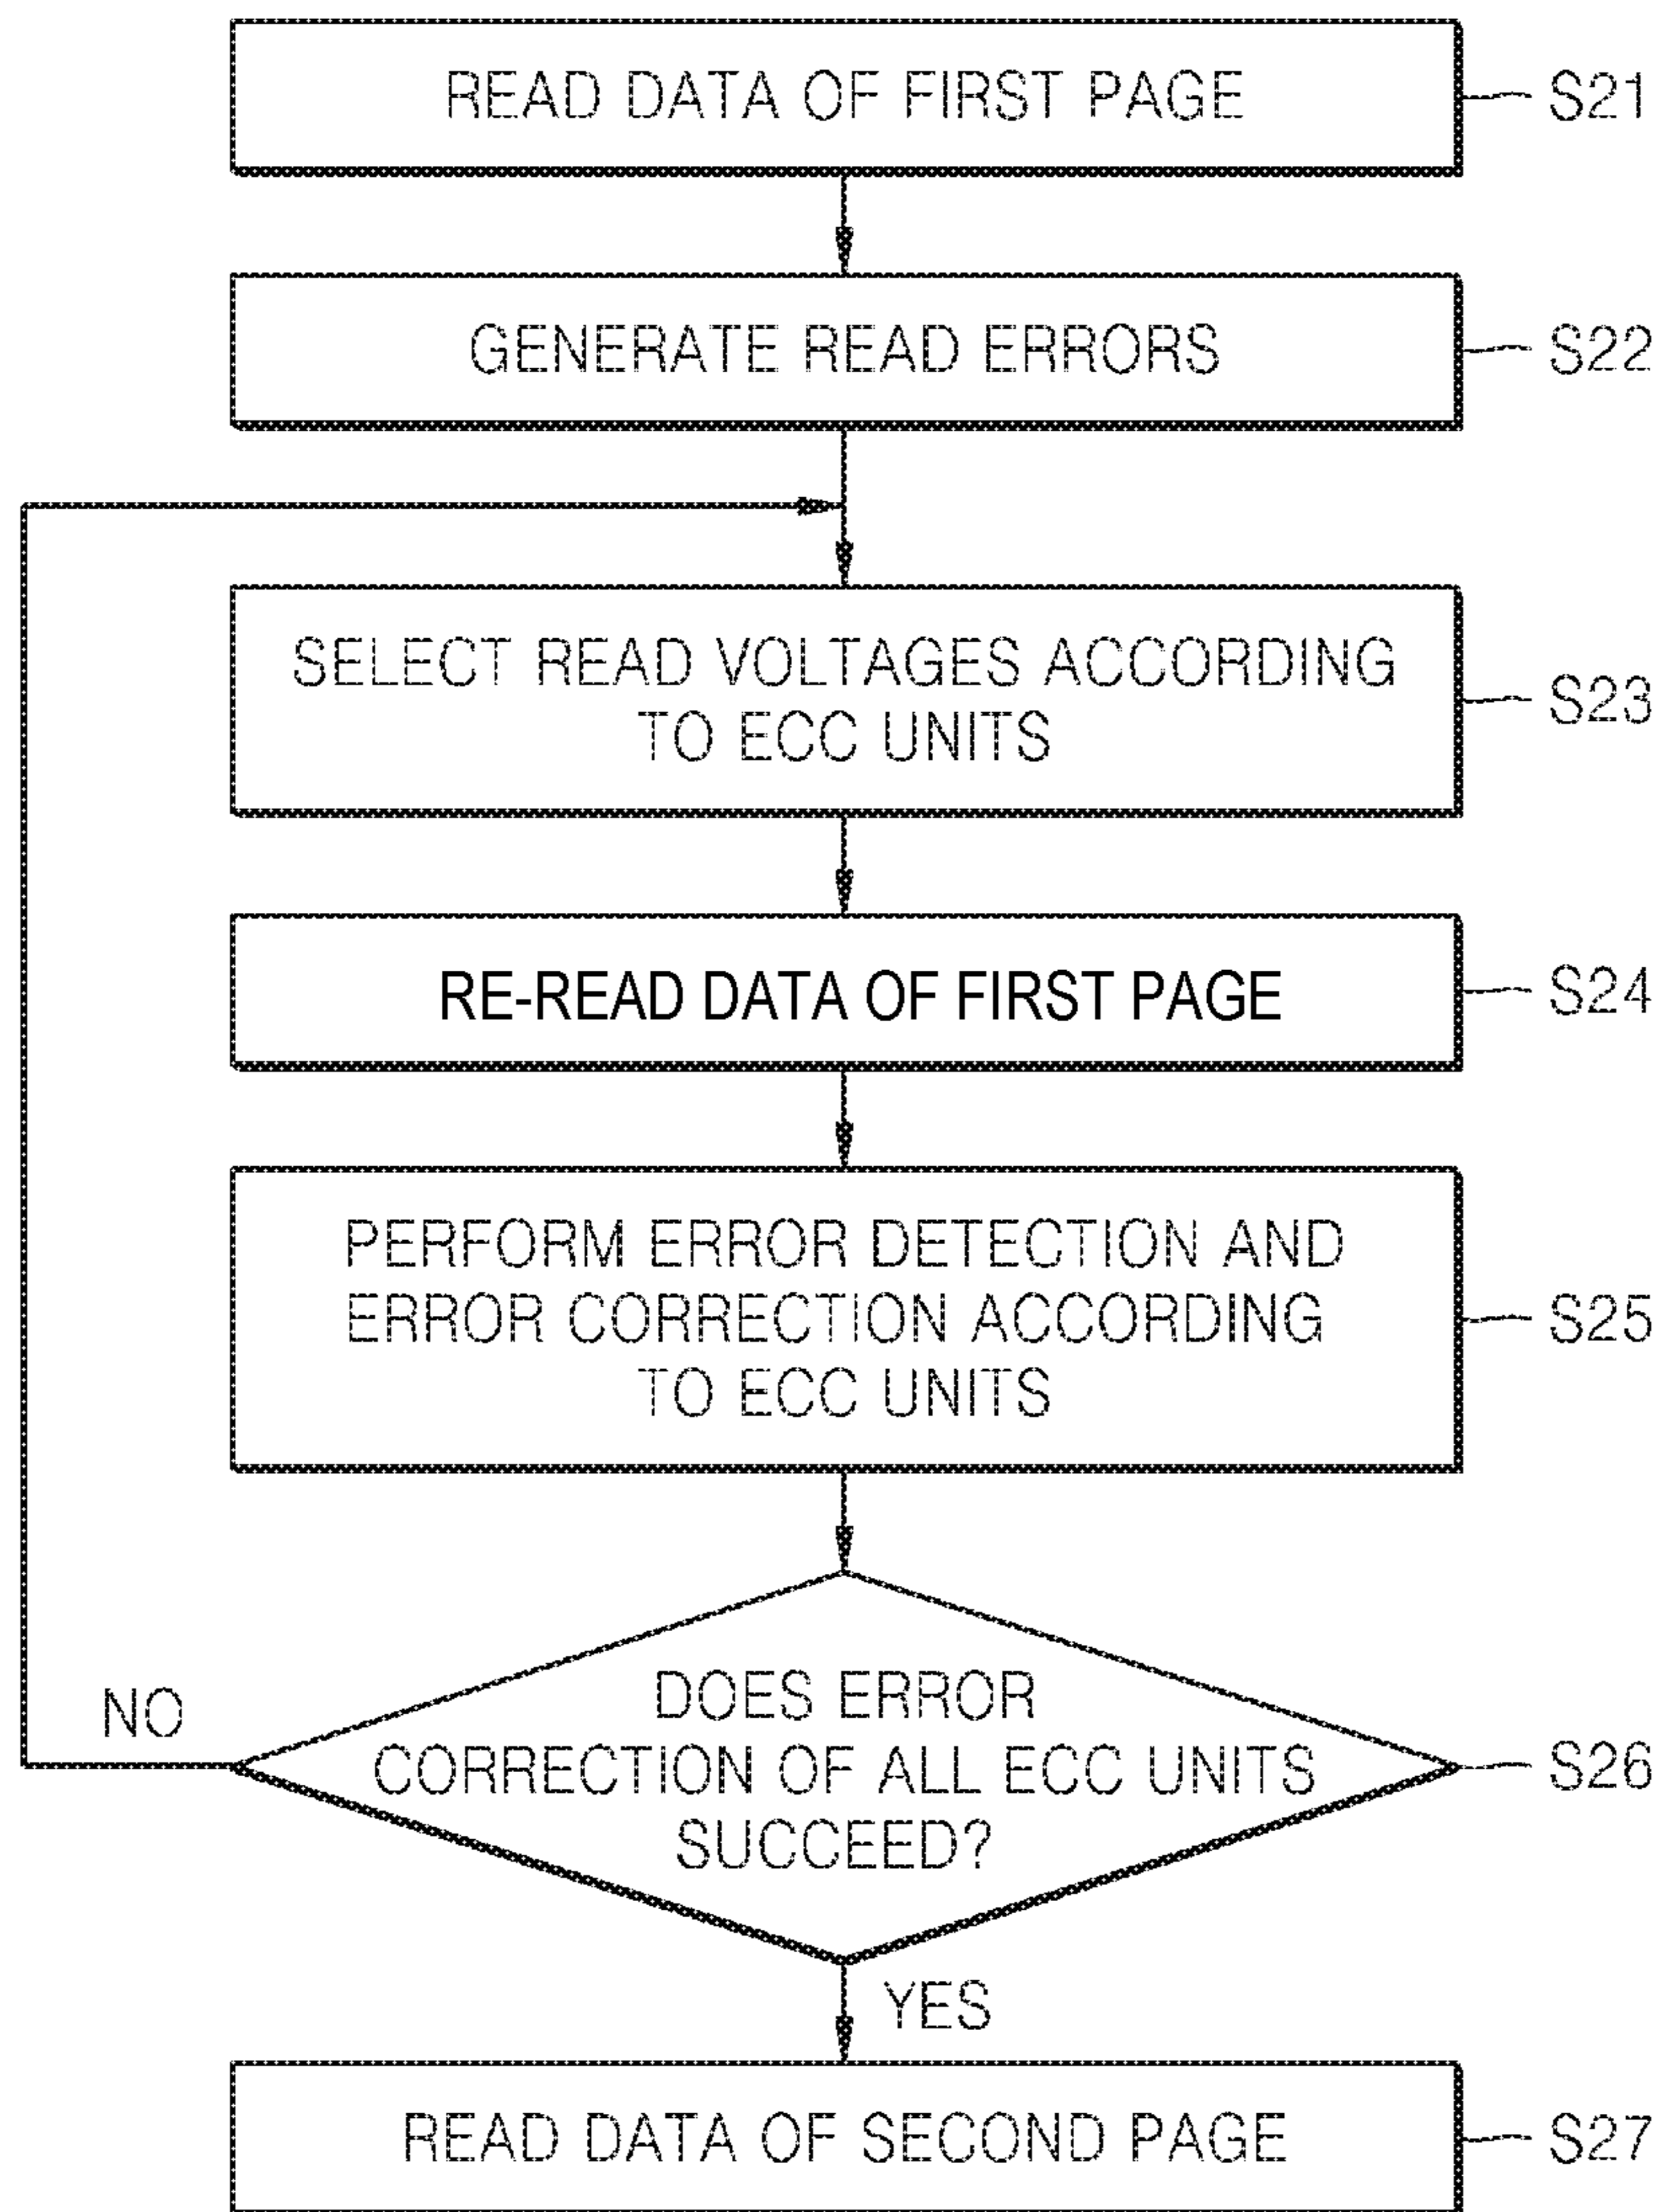 READ DATA OF FIRST PAGE
S21
GENERATE READ ERRORS
S22
SELECT READ VOLTAGES ACCORDING
TO ECC UNITS
S23
RE-READ DATA OF FIRST PAGE
S24
PERFORM ERROR DETECTION AND
ERROR CORRECTION ACCORDING
TO ECC UNITS
S25
NO
DOES ERROR
CORRECTION OF ALL ECC UNITS
SUCCEED?
S26
YES
READ DATA OF SECOND PAGE
S27